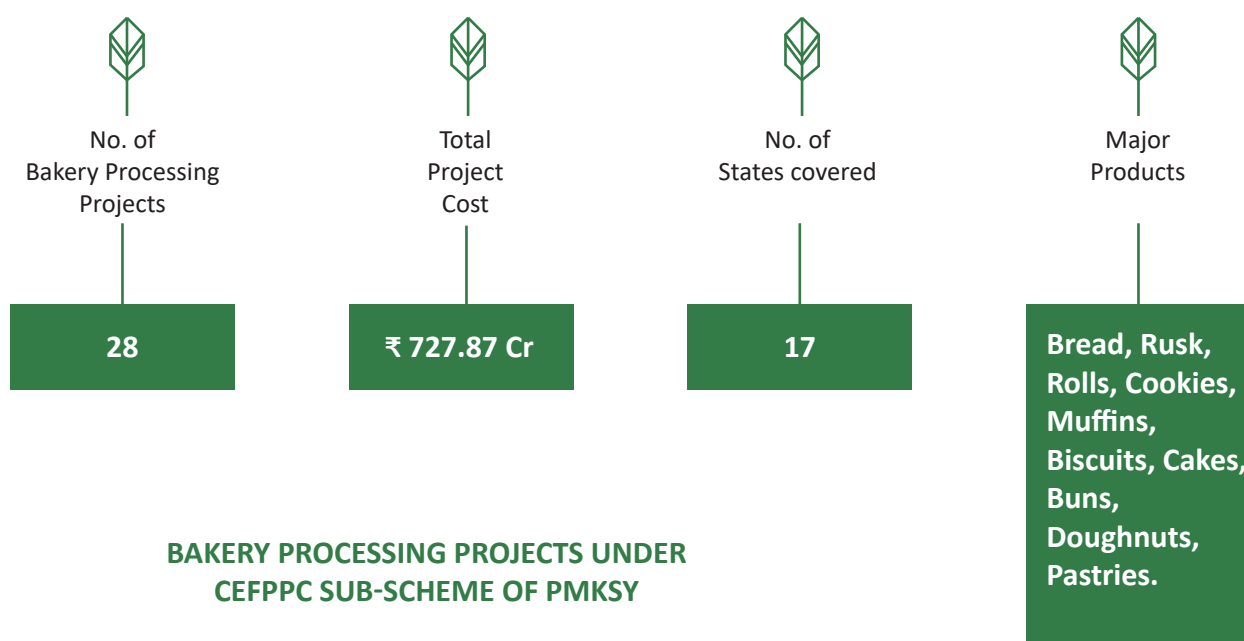 No. of
Bakery Processing
Projects
28
Total
Project
Cost
₹ 727.87 Cr
No. of
States covered
17
Major
Products
Bread, Rusk,
Rolls, Cookies,
Muffins,
Biscuits, Cakes,
Buns,
Doughnuts,
Pastries.
BAKERY PROCESSING PROJECTS UNDER
CEFPPC SUB-SCHEME OF PMKSY